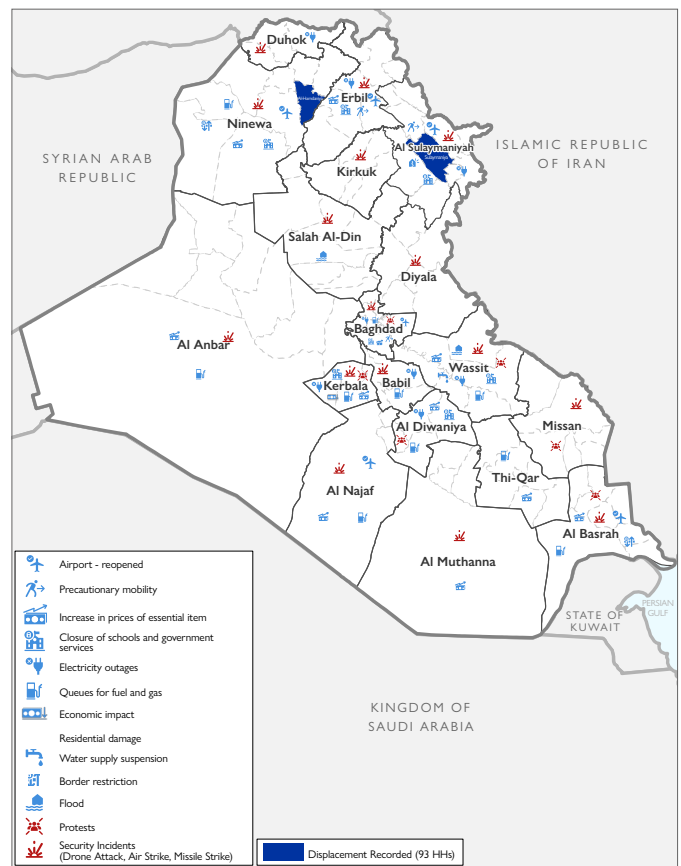 Duhok
Al-Hamdaniya
Erbil
Ninewa
SYRIAN ARAB
REPUBLIC
ISLAMIC REPUBLIC
OF IRAN
Al Sulaymaniyah
Sulaymaniya
Kirkuk
Salah Al-Din
Diyala
Baghdad
Al Anbar
Wassit
Kerbala
Babil
Al Diwaniya
Missan
Thi-Qar
Al Najaf
Al Basrah
Al Muthanna
PERSIAN
GULF
STATE OF
KUWAIT
KINGDOM OF
SAUDI ARABIA
Airport - reopened
Precautionary mobility
Increase in prices of essential item
Closure of schools and government
services
Electricity outages
Queues for fuel and gas
Economic impact
Residential damage
Water supply suspension
Border restriction
Flood
Protests
Security Incidents
(Drone Attack, Air Strike, Missile Strike)
Displacement Recorded (93 HHs)